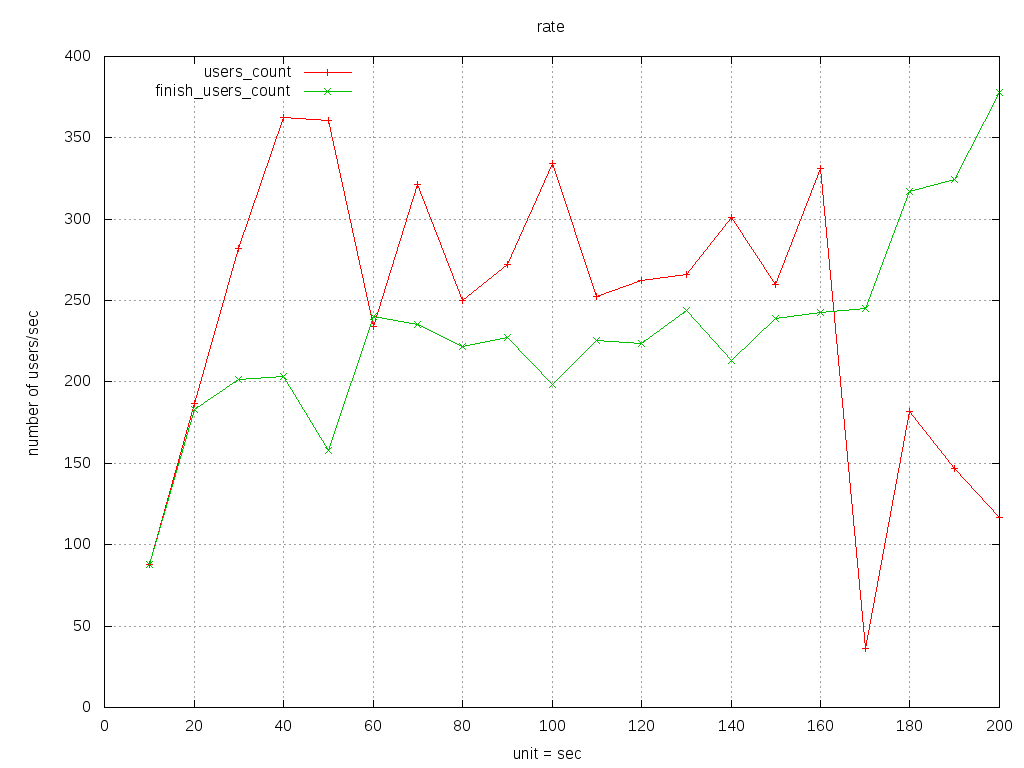 rate
400
350
300
250
200
150
100
50
0
users_count
finish_users_count
number of users/sec
0 20 40 60 80 100 120 140 160 180 200
unit = sec